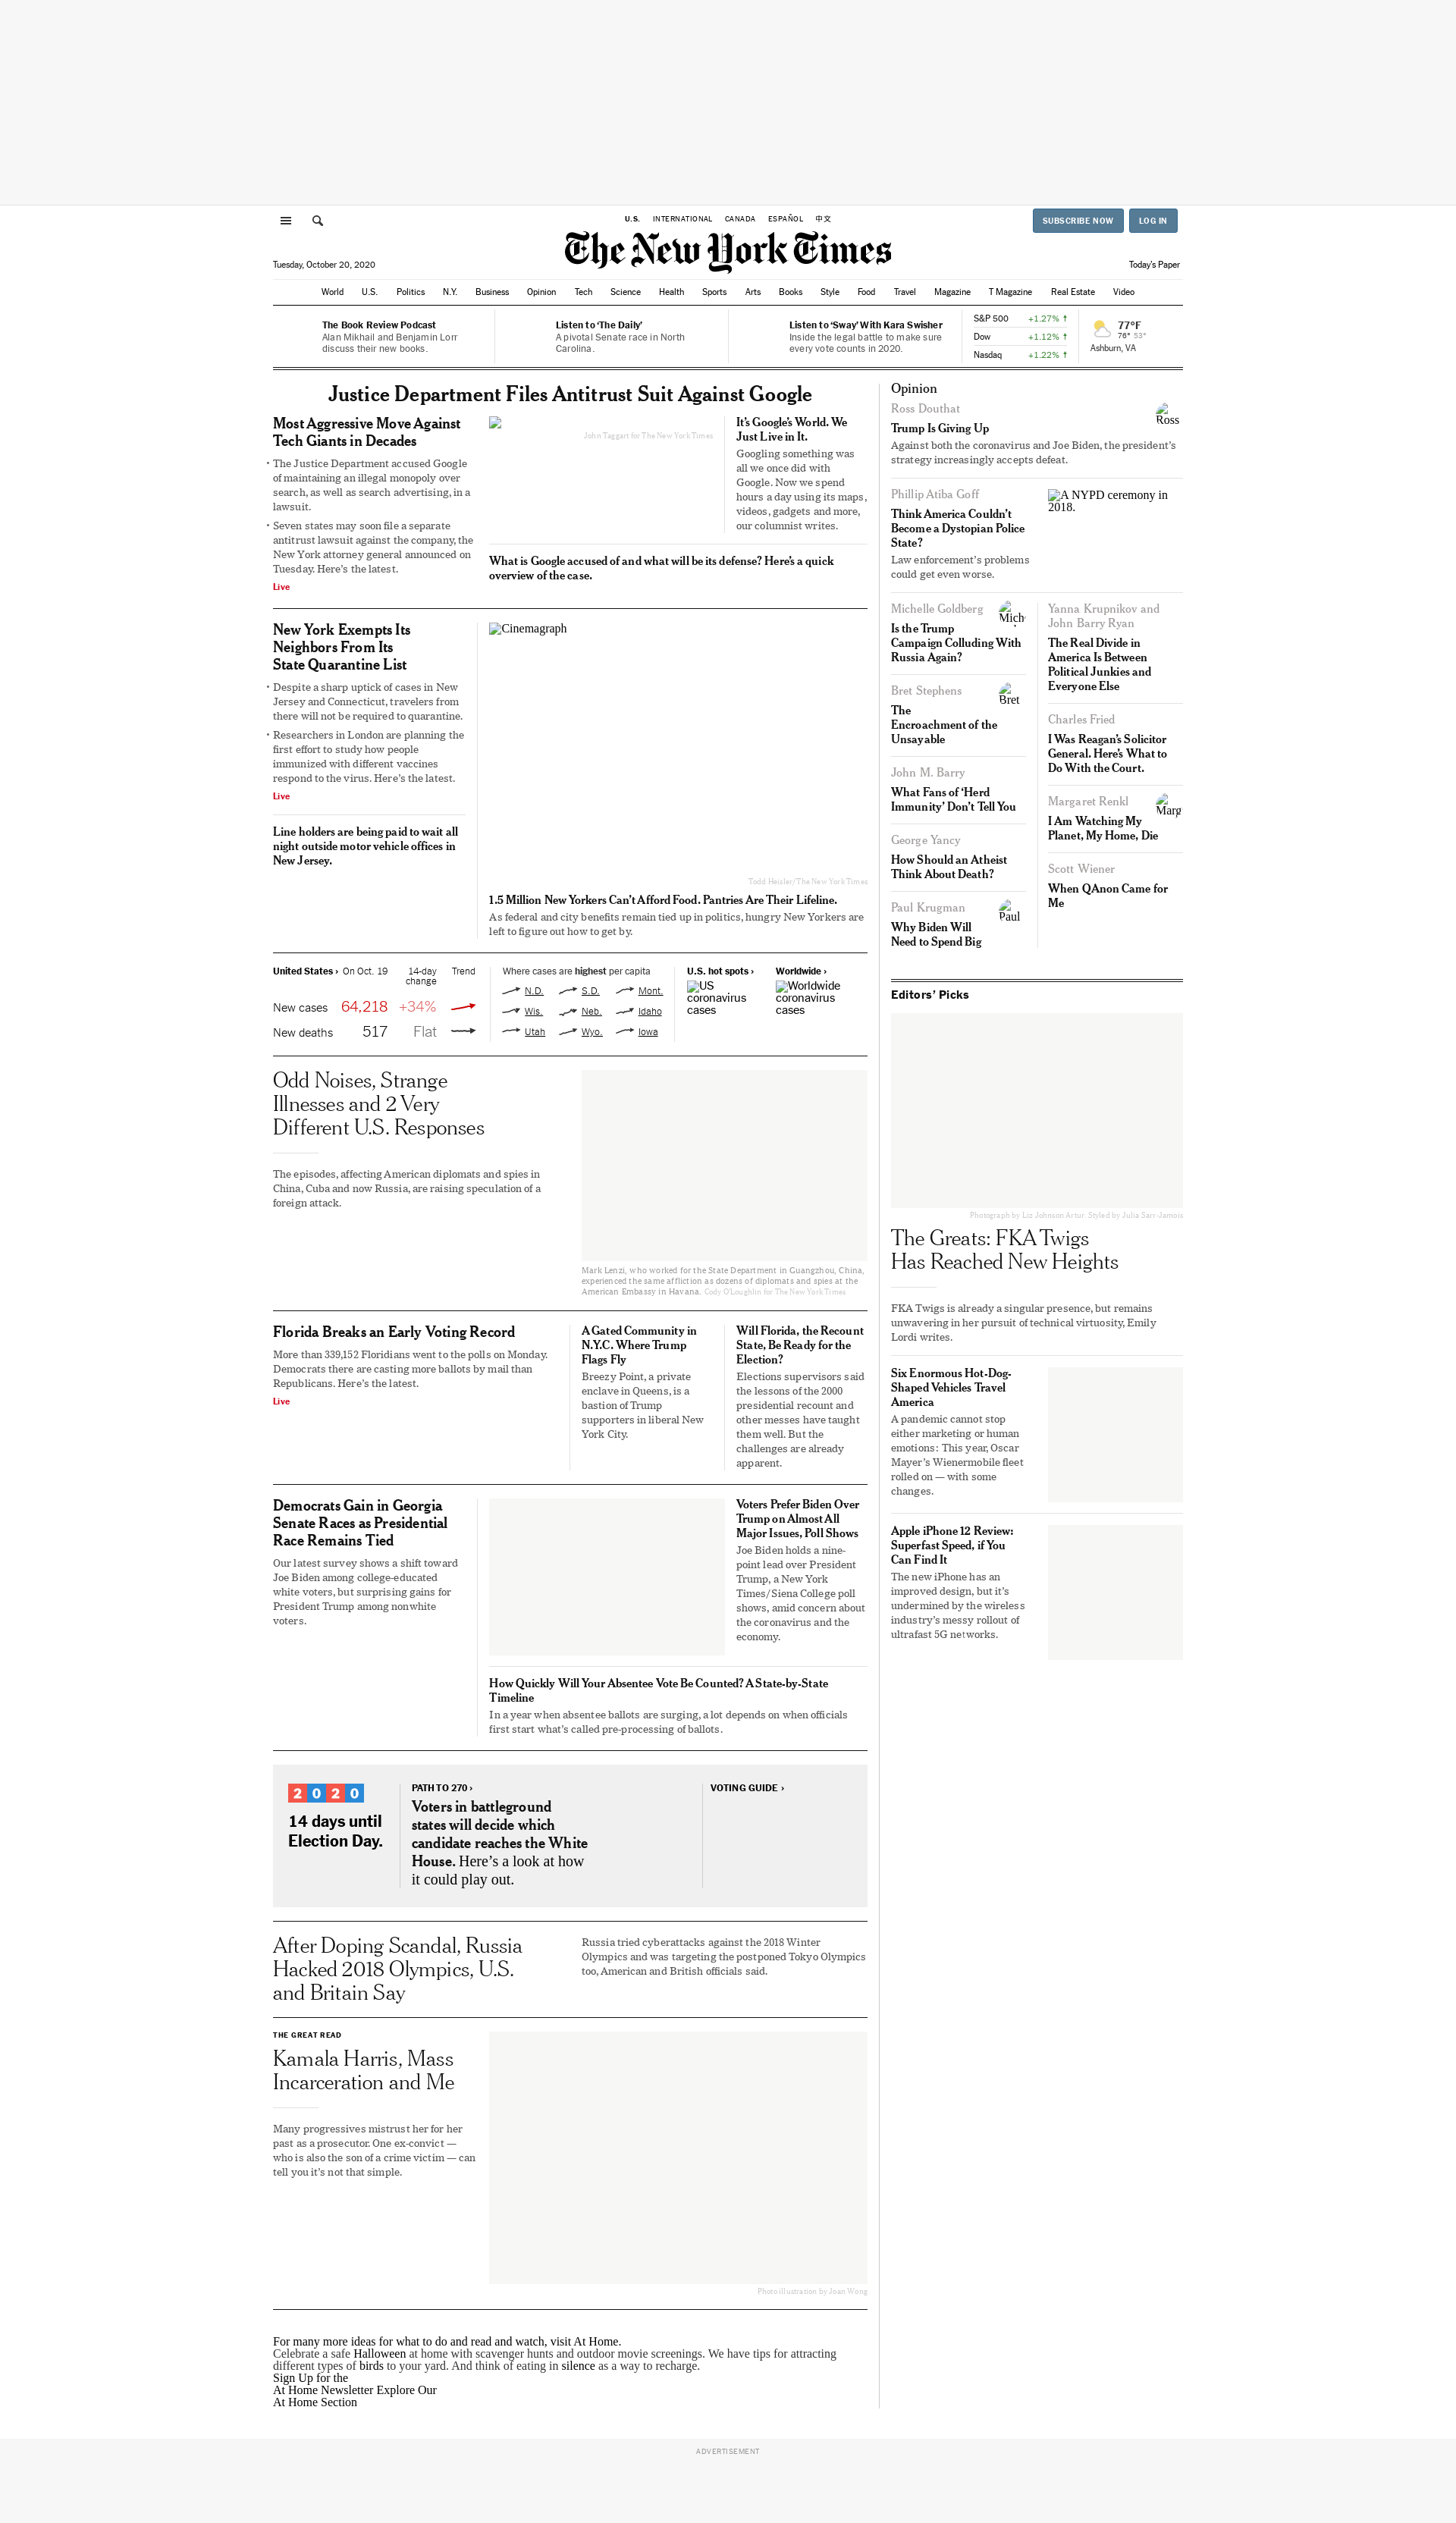 U.S. INTERNATIONAL CANADA ESPAÑOL 中文
SUBSCRIBE NOW LOG IN
The New York Times
Tuesday, October 20, 2020
Today's Paper
World U.S. Politics N.Y. Business Opinion Tech Science Health Sports Arts Books Style Food Travel Magazine T Magazine Real Estate Video
The Book Review Podcast
Alan Mikhail and Benjamin Lorr
discuss their new books.
Listen to 'The Daily'
A pivotal Senate race in North
Carolina.
Listen to 'Sway' With Kara Swisher
Inside the legal battle to make sure
every vote counts in 2020.
S&P 500 +1.27% ↑
Dow +1.12% ↑
Nasdaq +1.22% ↑
77°F
76° 53°
Ashburn, VA
Justice Department Files Antitrust Suit Against Google
Most Aggressive Move Against
Tech Giants in Decades
• The Justice Department accused Google
of maintaining an illegal monopoly over
search, as well as search advertising, in a
lawsuit.
• Seven states may soon file a separate
antitrust lawsuit against the company, the
New York attorney general announced on
Tuesday. Here's the latest.
Live
John Taggart for The New York Times
It's Google's World. We
Just Live in It.
Googling something was
all we once did with
Google. Now we spend
hours a day using its maps,
videos, gadgets and more,
our columnist writes.
What is Google accused of and what will be its defense? Here's a quick
overview of the case.
New York Exempts Its
Neighbors From Its
State Quarantine List
• Despite a sharp uptick of cases in New
Jersey and Connecticut, travelers from
there will not be required to quarantine.
• Researchers in London are planning the
first effort to study how people
immunized with different vaccines
respond to the virus. Here's the latest.
Live
Line holders are being paid to wait all
night outside motor vehicle offices in
New Jersey.
Cinemagraph
Todd Heisler/The New York Times
1.5 Million New Yorkers Can't Afford Food. Pantries Are Their Lifeline.
As federal and city benefits remain tied up in politics, hungry New Yorkers are
left to figure out how to get by.
United States › On Oct. 19 14-day
change Trend
New cases 64,218 +34%
New deaths 517 Flat
Where cases are highest per capita
N.D. S.D. Mont.
Wis. Neb. Idaho
Utah Wyo. Iowa
U.S. hot spots ›
US
coronavirus
cases
Worldwide ›
Worldwide
coronavirus
cases
Odd Noises, Strange
Illnesses and 2 Very
Different U.S. Responses
The episodes, affecting American diplomats and spies in
China, Cuba and now Russia, are raising speculation of a
foreign attack.
Mark Lenzi, who worked for the State Department in Guangzhou, China,
experienced the same affliction as dozens of diplomats and spies at the
American Embassy in Havana. Cody O'Loughlin for The New York Times
Florida Breaks an Early Voting Record
More than 339,152 Floridians went to the polls on Monday.
Democrats there are casting more ballots by mail than
Republicans. Here's the latest.
Live
A Gated Community in
N.Y.C. Where Trump
Flags Fly
Breezy Point, a private
enclave in Queens, is a
bastion of Trump
supporters in liberal New
York City.
Will Florida, the Recount
State, Be Ready for the
Election?
Elections supervisors said
the lessons of the 2000
presidential recount and
other messes have taught
them well. But the
challenges are already
apparent.
Democrats Gain in Georgia
Senate Races as Presidential
Race Remains Tied
Our latest survey shows a shift toward
Joe Biden among college-educated
white voters, but surprising gains for
President Trump among nonwhite
voters.
Voters Prefer Biden Over
Trump on Almost All
Major Issues, Poll Shows
Joe Biden holds a nine-
point lead over President
Trump, a New York
Times/Siena College poll
shows, amid concern about
the coronavirus and the
economy.
How Quickly Will Your Absentee Vote Be Counted? A State-by-State
Timeline
In a year when absentee ballots are surging, a lot depends on when officials
first start what's called pre-processing of ballots.
2020
14 days until
Election Day.
PATH TO 270 ›
Voters in battleground
states will decide which
candidate reaches the White
House. Here's a look at how
it could play out.
VOTING GUIDE ›
After Doping Scandal, Russia
Hacked 2018 Olympics, U.S.
and Britain Say
Russia tried cyberattacks against the 2018 Winter
Olympics and was targeting the postponed Tokyo Olympics
too, American and British officials said.
THE GREAT READ
Kamala Harris, Mass
Incarceration and Me
Many progressives mistrust her for her
past as a prosecutor. One ex-convict —
who is also the son of a crime victim — can
tell you it's not that simple.
Photo illustration by Joan Wong
For many more ideas for what to do and read and watch, visit At Home.
Celebrate a safe Halloween at home with scavenger hunts and outdoor movie screenings. We have tips for attracting
different types of birds to your yard. And think of eating in silence as a way to recharge.
Sign Up for the
At Home Newsletter Explore Our
At Home Section
Opinion
Ross Douthat
Trump Is Giving Up
Against both the coronavirus and Joe Biden, the president's
strategy increasingly accepts defeat.
Ross
Phillip Atiba Goff
Think America Couldn't
Become a Dystopian Police
State?
Law enforcement's problems
could get even worse.
A NYPD ceremony in
2018.
Michelle Goldberg
Is the Trump
Campaign Colluding With
Russia Again?
Bret Stephens
Bret
The
Encroachment of the
Unsayable
John M. Barry
What Fans of 'Herd
Immunity' Don't Tell You
George Yancy
How Should an Atheist
Think About Death?
Paul Krugman
Paul
Why Biden Will
Need to Spend Big
Yanna Krupnikov and
John Barry Ryan
The Real Divide in
America Is Between
Political Junkies and
Everyone Else
Charles Fried
I Was Reagan's Solicitor
General. Here's What to
Do With the Court.
Margaret Renkl
I Am Watching My
Planet, My Home, Die
Scott Wiener
When QAnon Came for
Me
Editors' Picks
Photograph by Liz Johnson Artur. Styled by Julia Sarr-Jamois
The Greats: FKA Twigs
Has Reached New Heights
FKA Twigs is already a singular presence, but remains
unwavering in her pursuit of technical virtuosity, Emily
Lordi writes.
Six Enormous Hot-Dog-
Shaped Vehicles Travel
America
A pandemic cannot stop
either marketing or human
emotions: This year, Oscar
Mayer's Wienermobile fleet
rolled on — with some
changes.
Apple iPhone 12 Review:
Superfast Speed, if You
Can Find It
The new iPhone has an
improved design, but it's
undermined by the wireless
industry's messy rollout of
ultrafast 5G networks.
ADVERTISEMENT